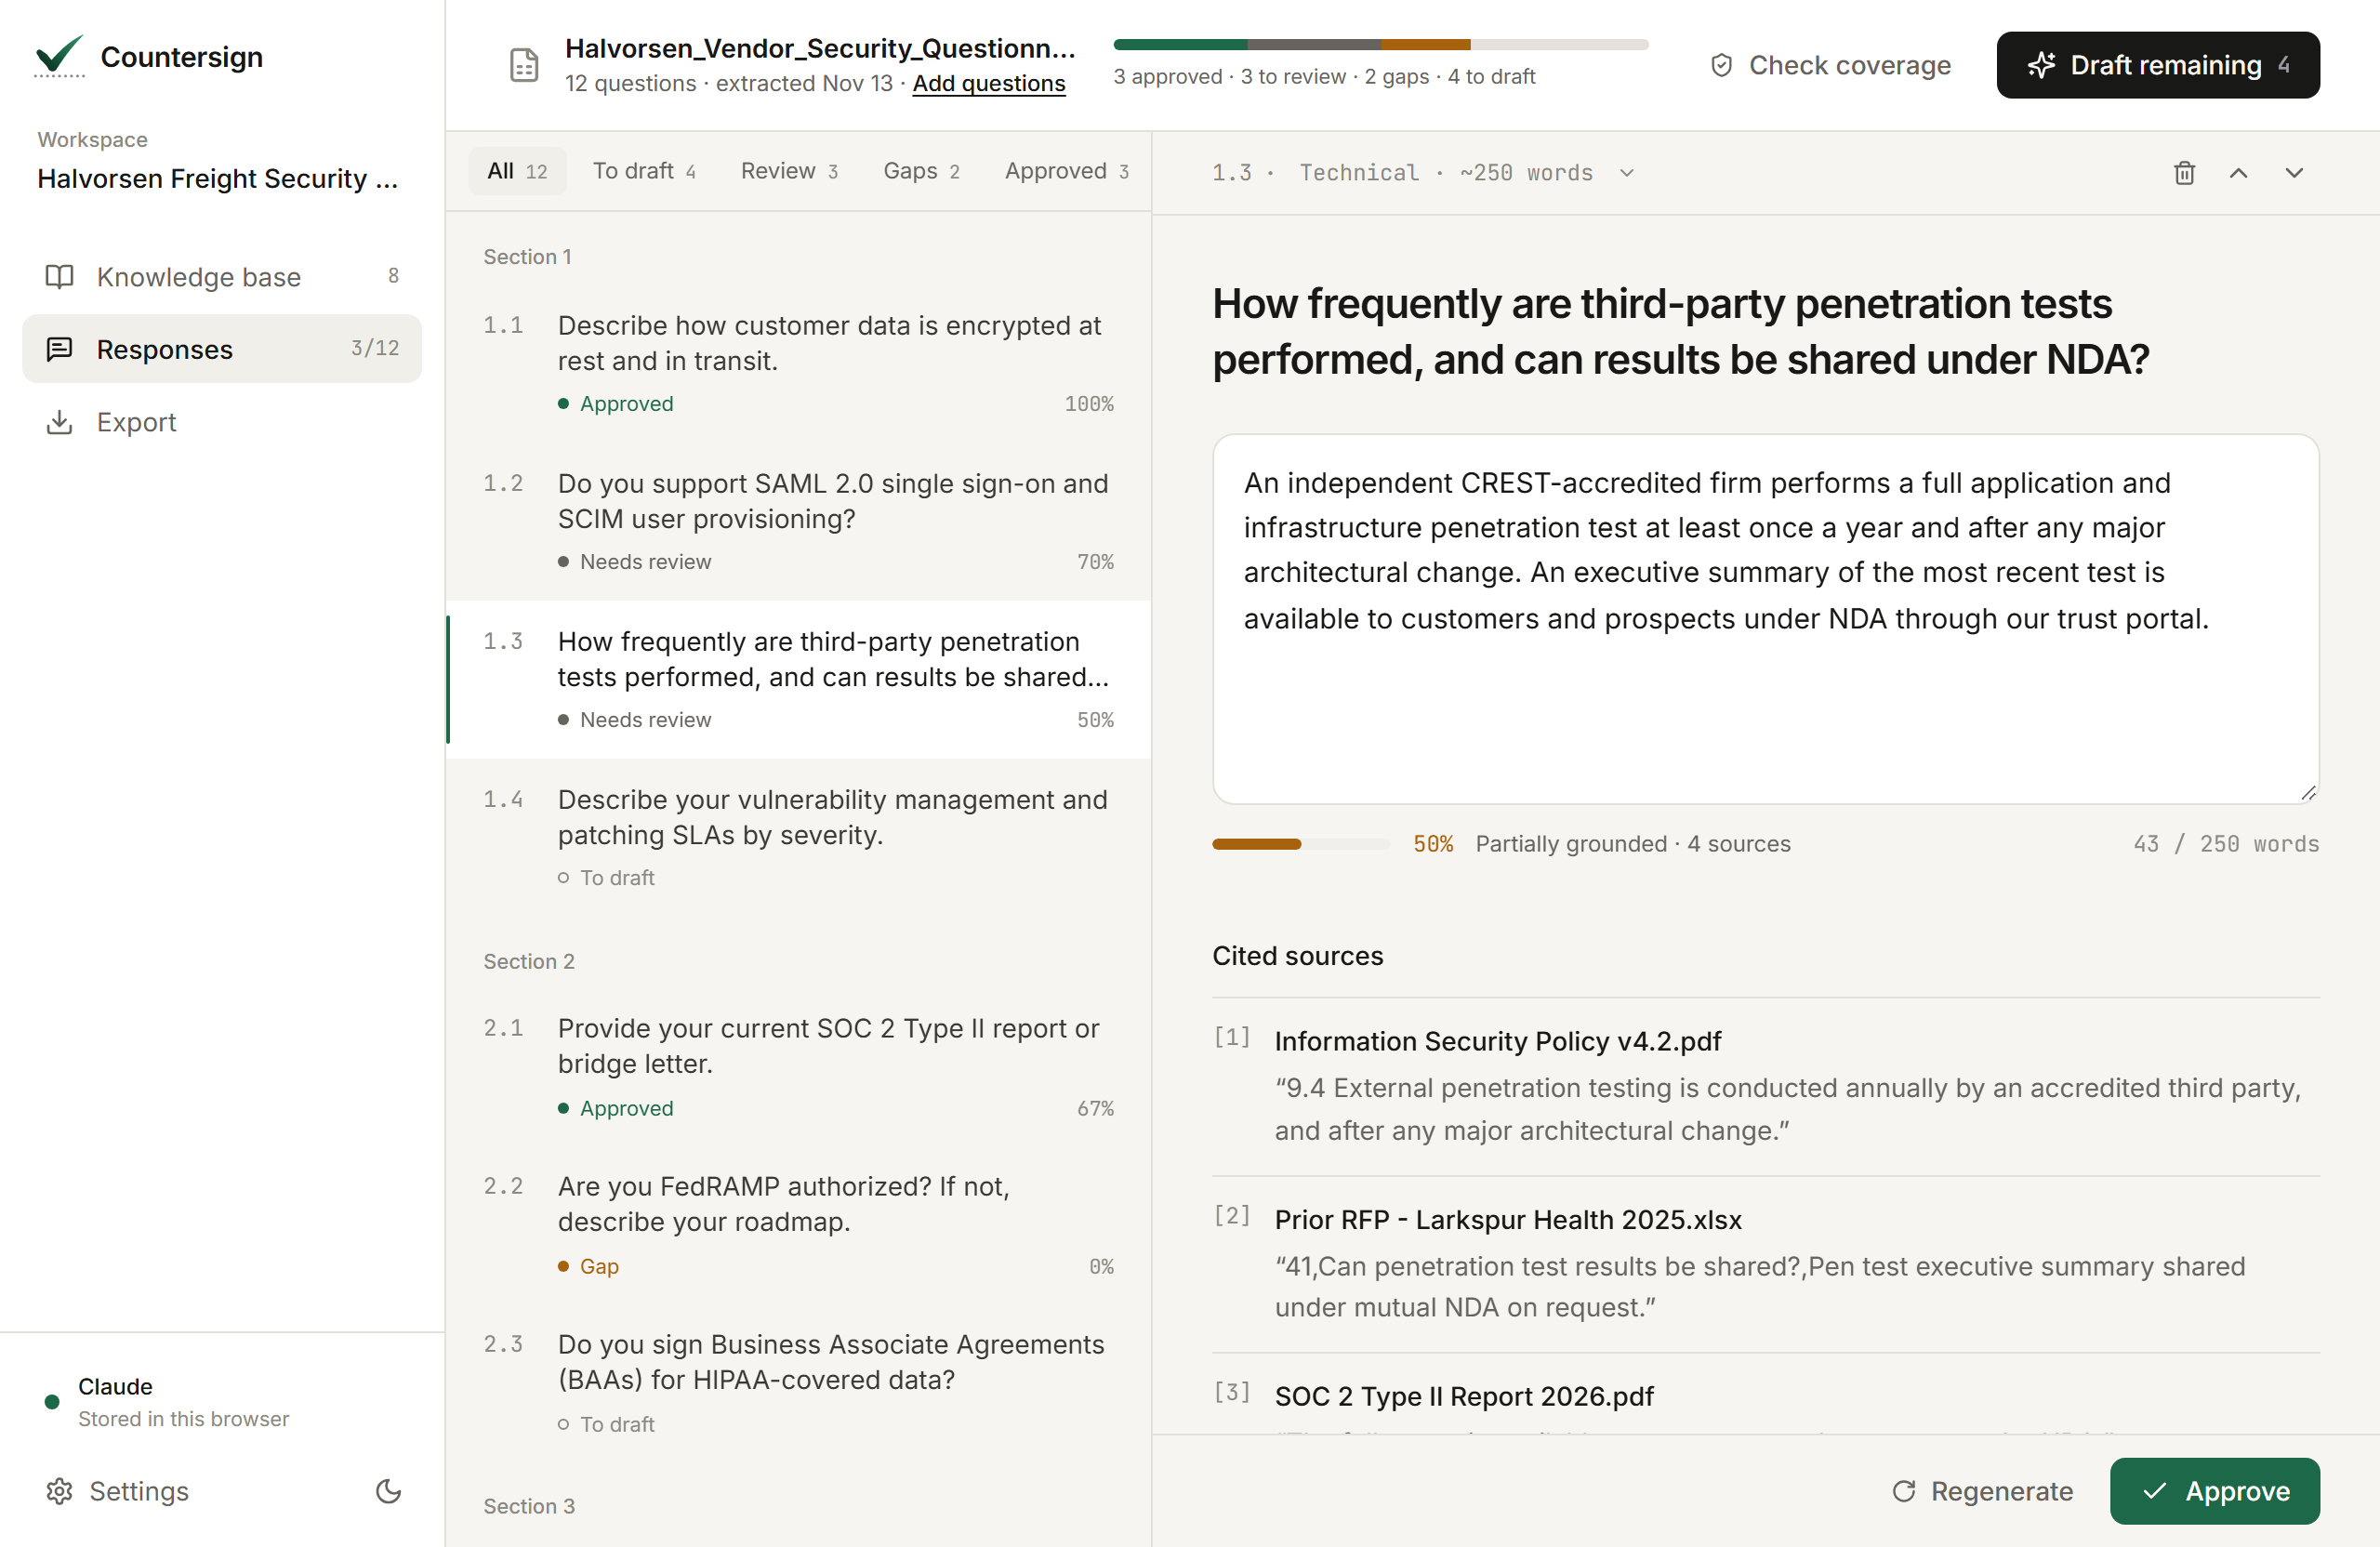 Countersign
Workspace
Halvorsen Freight Security ...
Knowledge base 8
Responses 3/12
Export
Claude
Stored in this browser
Settings
Halvorsen_Vendor_Security_Questionn...
12 questions · extracted Nov 13 · Add questions
3 approved · 3 to review · 2 gaps · 4 to draft
Check coverage
Draft remaining 4
All 12 To draft 4 Review 3 Gaps 2 Approved 3
Section 1
1.1 Describe how customer data is encrypted at
rest and in transit.
Approved 100%
1.2 Do you support SAML 2.0 single sign-on and
SCIM user provisioning?
Needs review 70%
1.3 How frequently are third-party penetration
tests performed, and can results be shared...
Needs review 50%
1.4 Describe your vulnerability management and
patching SLAs by severity.
To draft
Section 2
2.1 Provide your current SOC 2 Type II report or
bridge letter.
Approved 67%
2.2 Are you FedRAMP authorized? If not,
describe your roadmap.
Gap 0%
2.3 Do you sign Business Associate Agreements
(BAAs) for HIPAA-covered data?
To draft
Section 3
1.3 · Technical · ~250 words
How frequently are third-party penetration tests
performed, and can results be shared under NDA?
An independent CREST-accredited firm performs a full application and
infrastructure penetration test at least once a year and after any major
architectural change. An executive summary of the most recent test is
available to customers and prospects under NDA through our trust portal.
50% Partially grounded · 4 sources
43 / 250 words
Cited sources
[1] Information Security Policy v4.2.pdf
“9.4 External penetration testing is conducted annually by an accredited third party,
and after any major architectural change.”
[2] Prior RFP - Larkspur Health 2025.xlsx
“41,Can penetration test results be shared?,Pen test executive summary shared
under mutual NDA on request.”
[3] SOC 2 Type II Report 2026.pdf
Regenerate
Approve